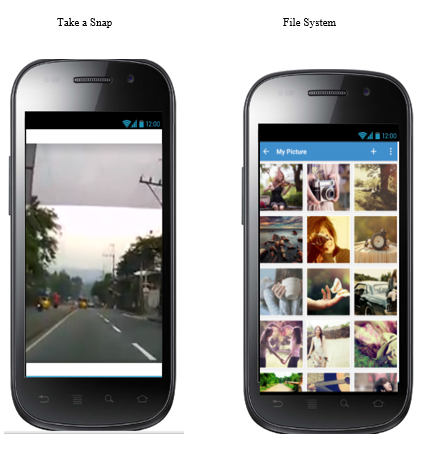 Take a Snap
File System
12:00
12:00
My Picture